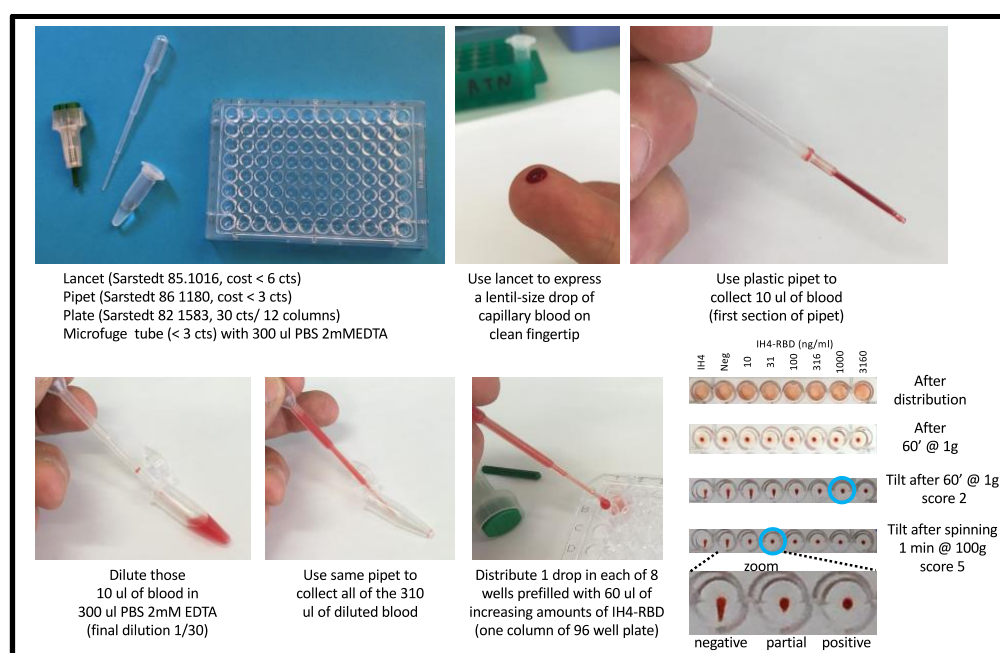 ATN
Lancet (Sarstedt 85.1016, cost < 6 cts)
Pipet (Sarstedt 86 1180, cost < 3 cts)
Plate (Sarstedt 82 1583, 30 cts/ 12 columns)
Microfuge tube (< 3 cts) with 300 ul PBS 2mMEDTA
Use lancet to express
a lentil-size drop of
capillary blood on
clean fingertip
Use plastic pipet to
collect 10 ul of blood
(first section of pipet)
Dilute those
10 ul of blood in
300 ul PBS 2mM EDTA
(final dilution 1/30)
Use same pipet to
collect all of the 310
ul of diluted blood
B
C
D
Distribute 1 drop in each of 8
wells prefilled with 60 ul of
increasing amounts of IH4-RBD
(one column of 96 well plate)
IH4-RBD (ng/ml)
IH4
Neg
10
31
100
316
1000
3160
After
distribution
After
60’ @ 1g
Tilt after 60’ @ 1g
score 2
Tilt after spinning
1 min @ 100g
score 5
zoom
negative partial positive